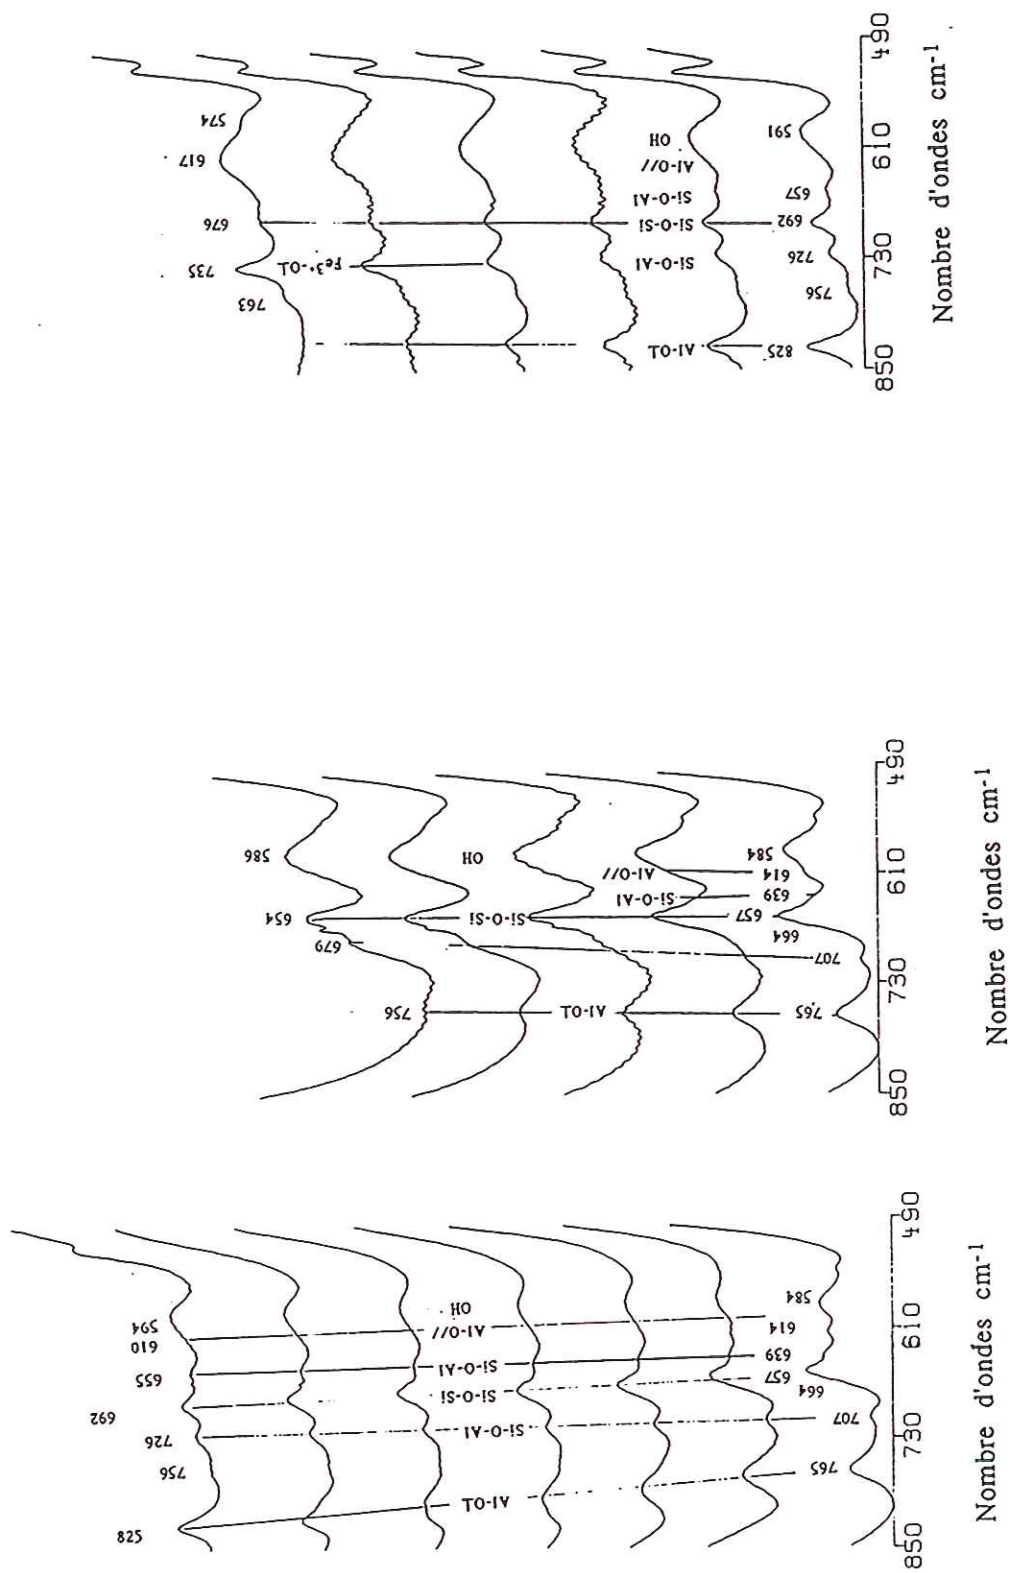 574
617
676
735
763
Fe3+-O⊥
OH
Al-O//
Si-O-Al
Si-O-Si
Si-O-Al
Al-O⊥
591
657
692
726
756
825
850 730 610 490
Nombre d'ondes cm-1
586
654
679
756
OH
Al-O//
Si-O-Al
Si-O-Si
Al-O⊥
584
614
639
657
664
707
765
850 730 610 490
Nombre d'ondes cm-1
594
610
655
692
726
756
825
OH
Al-O//
Si-O-Al
Si-O-Si
Si-O-Al
Al-O⊥
584
614
639
657
664
707
765
850 730 610 490
Nombre d'ondes cm-1